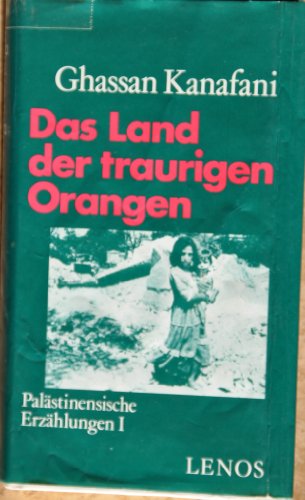 Ghassan Kanafani
Das Land
der traurigen
Orangen
Palästinensische
Erzählungen I
LENOS